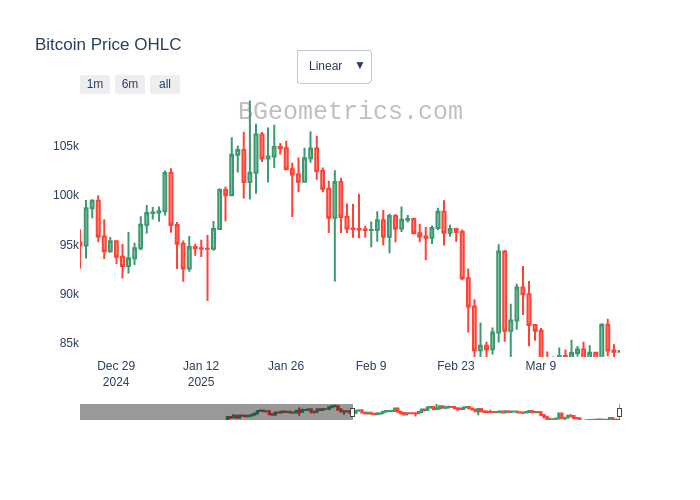 Bitcoin Price OHLC
Linear ▼
1m 6m all
BGeometrics.com
105k
100k
95k
90k
85k
Dec 29 Jan 12 Jan 26 Feb 9 Feb 23 Mar 9
2024 2025